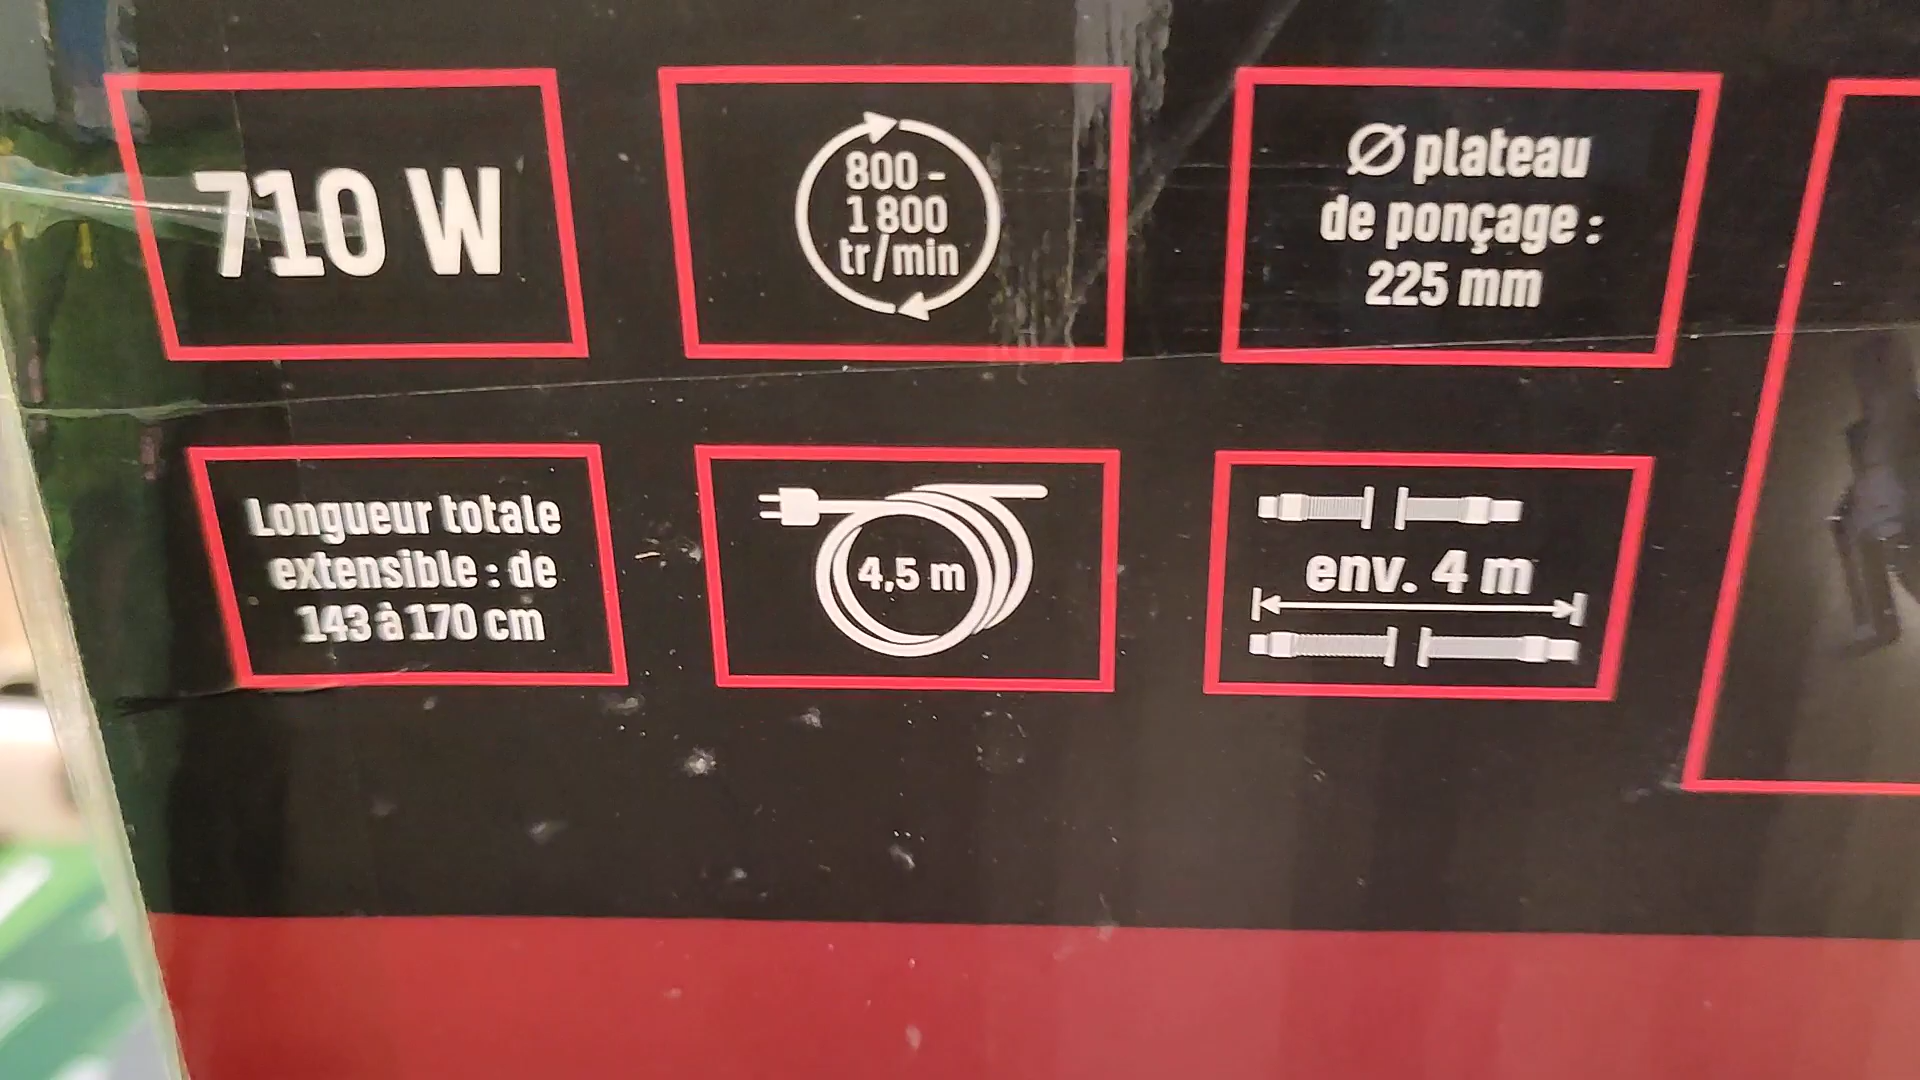 710 W
800 -
1 800
tr/min
Ø plateau
de ponçage :
225 mm
Longueur totale
extensible : de
143 à 170 cm
4,5 m
env. 4 m